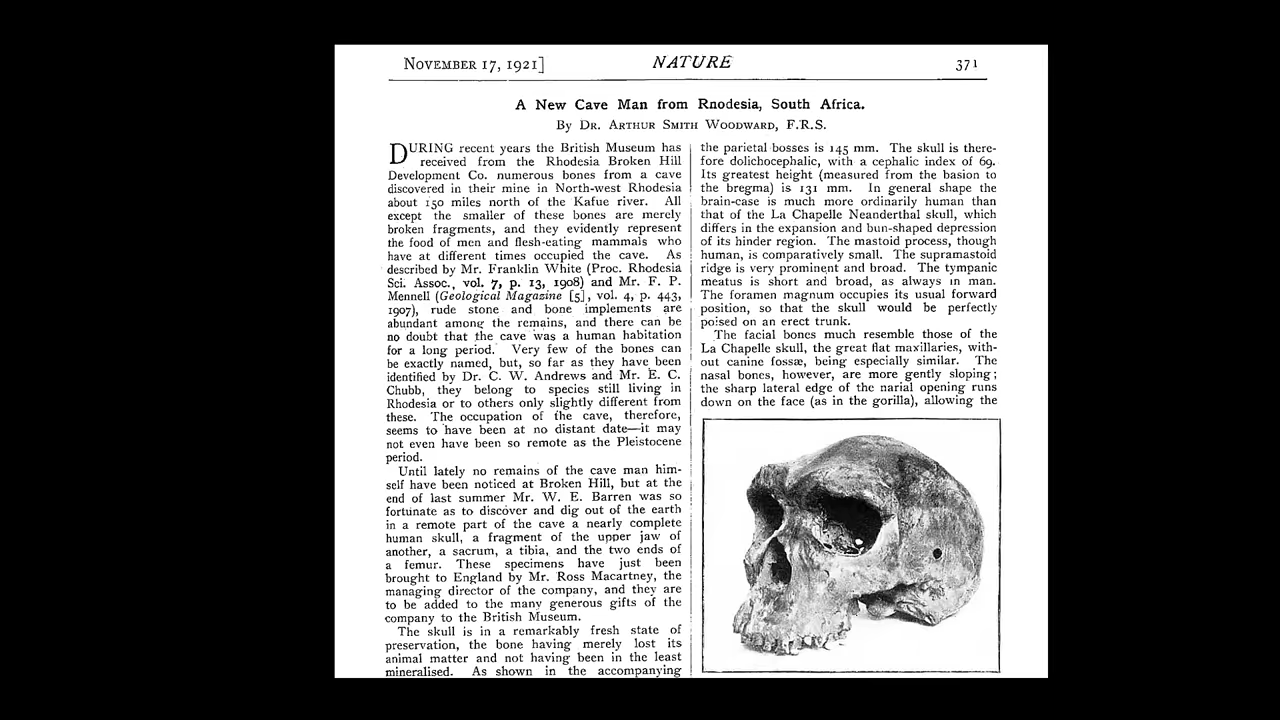 NOVEMBER 17, 1921]
NATURE
371
A New Cave Man from Rnodesia, South Africa.
By DR. ARTHUR SMITH WOODWARD, F.R.S.
DURING recent years the British Museum has
received from the Rhodesia Broken Hill
Development Co. numerous bones from a cave
discovered in their mine in North-west Rhodesia
about 150 miles north of the Kafue river. All
except the smaller of these bones are merely
broken fragments, and they evidently represent
the food of men and flesh-eating mammals who
have at different times occupied the cave. As
described by Mr. Franklin White (Proc. Rhodesia
Sci. Assoc., vol. 7, p. 13, 1908) and Mr. F. P.
Mennell (Geological Magazine [5], vol. 4, p. 443,
1907), rude stone and bone implements are
abundant among the remains, and there can be
no doubt that the cave was a human habitation
for a long period. Very few of the bones can
be exactly named, but, so far as they have been
identified by Dr. C. W. Andrews and Mr. E. C.
Chubb, they belong to species still living in
Rhodesia or to others only slightly different from
these. The occupation of the cave, therefore,
seems to have been at no distant date—it may
not even have been so remote as the Pleistocene
period.
Until lately no remains of the cave man him-
self have been noticed at Broken Hill, but at the
end of last summer Mr. W. E. Barren was so
fortunate as to discover and dig out of the earth
in a remote part of the cave a nearly complete
human skull, a fragment of the upper jaw of
another, a sacrum, a tibia, and the two ends of
a femur. These specimens have just been
brought to England by Mr. Ross Macartney, the
managing director of the company, and they are
to be added to the many generous gifts of the
company to the British Museum.
The skull is in a remarkably fresh state of
preservation, the bone having merely lost its
animal matter and not having been in the least
mineralised. As shown in the accompanying
the parietal bosses is 145 mm. The skull is there-
fore dolichocephalic, with a cephalic index of 69.
Its greatest height (measured from the basion to
the bregma) is 131 mm. In general shape the
brain-case is much more ordinarily human than
that of the La Chapelle Neanderthal skull, which
differs in the expansion and bun-shaped depression
of its hinder region. The mastoid process, though
human, is comparatively small. The supramastoid
ridge is very prominent and broad. The tympanic
meatus is short and broad, as always in man.
The foramen magnum occupies its usual forward
position, so that the skull would be perfectly
poised on an erect trunk.
The facial bones much resemble those of the
La Chapelle skull, the great flat maxillaries, with-
out canine fossæ, being especially similar. The
nasal bones, however, are more gently sloping;
the sharp lateral edge of the narial opening runs
down on the face (as in the gorilla), allowing the